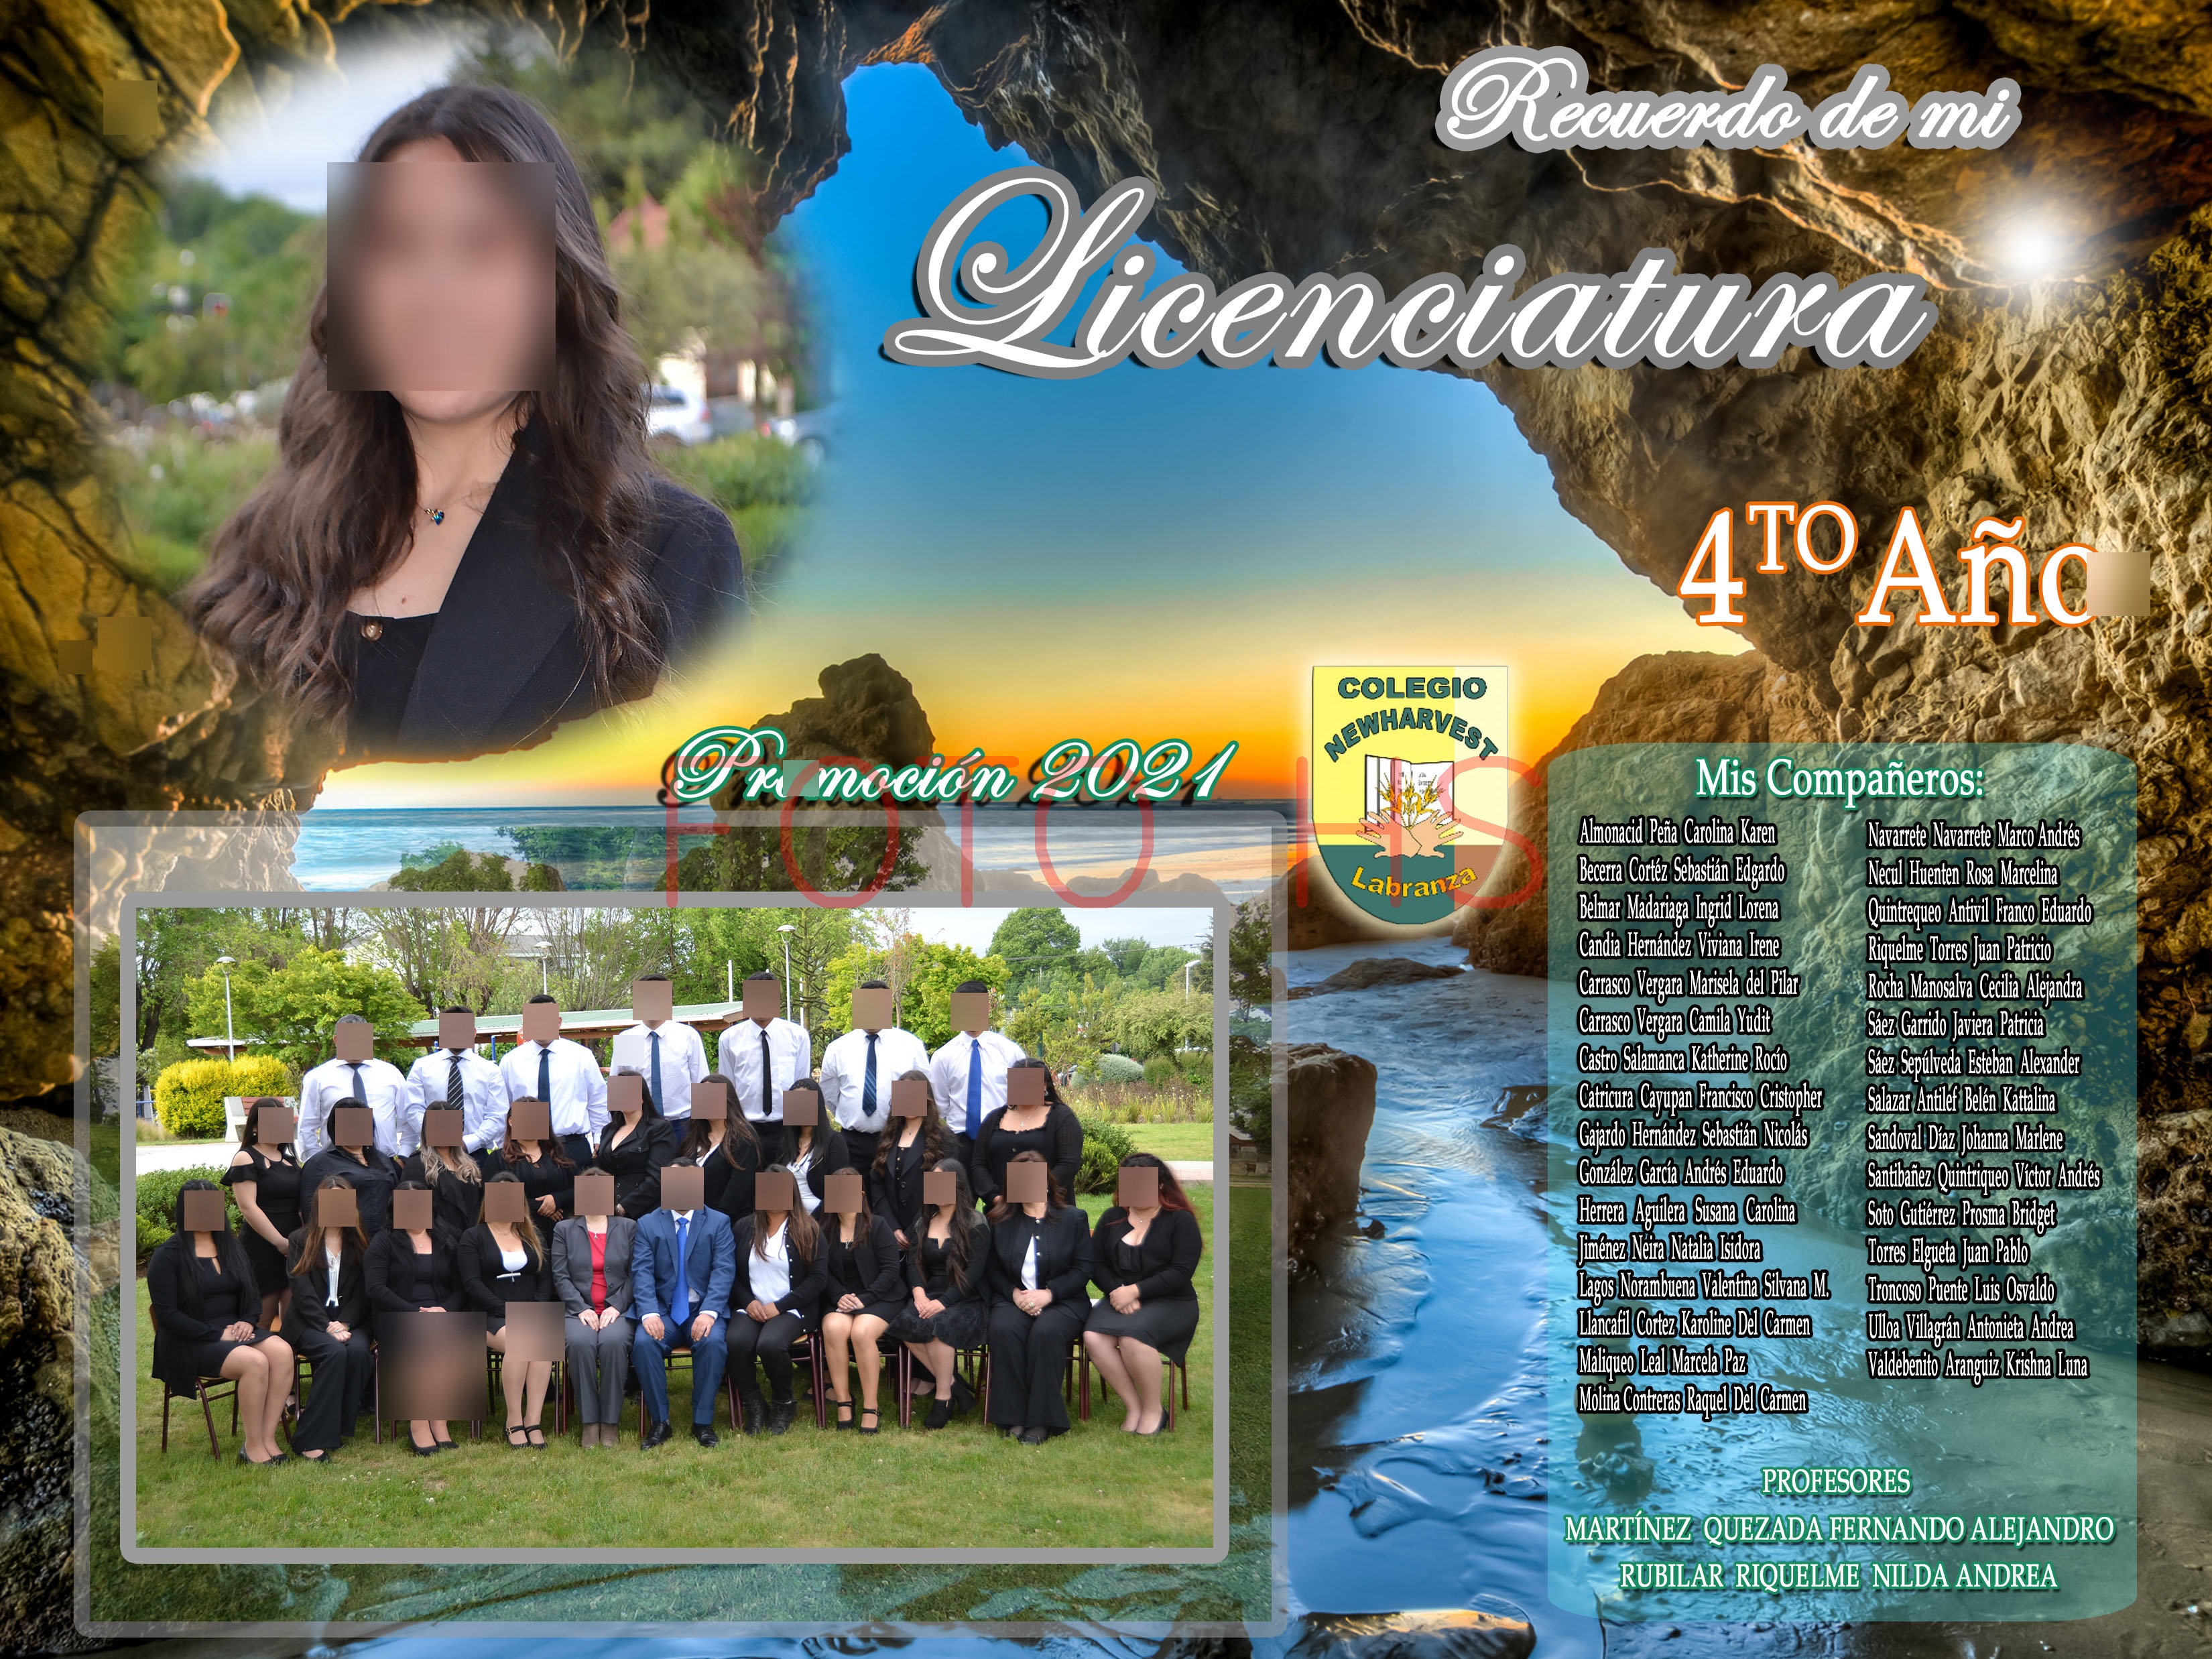 Recuerdo de mi
Licenciatura
4TO Año
COLEGIO
NEWHARVEST
Labranza
Promoción 2021
FOTO HS
Mis Compañeros:
Almonacid Peña Carolina Karen
Becerra Cortéz Sebastián Edgardo
Belmar Madariaga Ingrid Lorena
Candia Hernández Viviana Irene
Carrasco Vergara Marisela del Pilar
Carrasco Vergara Camila Yudit
Castro Salamanca Katherine Rocío
Catricura Cayupan Francisco Cristopher
Gajardo Hernández Sebastián Nicolás
González García Andrés Eduardo
Herrera Aguilera Susana Carolina
Jiménez Neira Natalia Isidora
Lagos Norambuena Valentina Silvana M.
Llancafil Cortez Karoline Del Carmen
Maliqueo Leal Marcela Paz
Molina Contreras Raquel Del Carmen
Navarrete Navarrete Marco Andrés
Necul Huenten Rosa Marcelina
Quintrequeo Antivil Franco Eduardo
Riquelme Torres Juan Patricio
Rocha Manosalva Cecilia Alejandra
Sáez Garrido Javiera Patricia
Sáez Sepúlveda Esteban Alexander
Salazar Antilef Belén Kattalina
Sandoval Díaz Johanna Marlene
Santibañez Quintriqueo Víctor Andrés
Soto Gutiérrez Prosma Bridget
Torres Elgueta Juan Pablo
Troncoso Puente Luis Osvaldo
Ulloa Villagrán Antonieta Andrea
Valdebenito Aranguiz Krishna Luna
PROFESORES
MARTÍNEZ QUEZADA FERNANDO ALEJANDRO
RUBILAR RIQUELME NILDA ANDREA